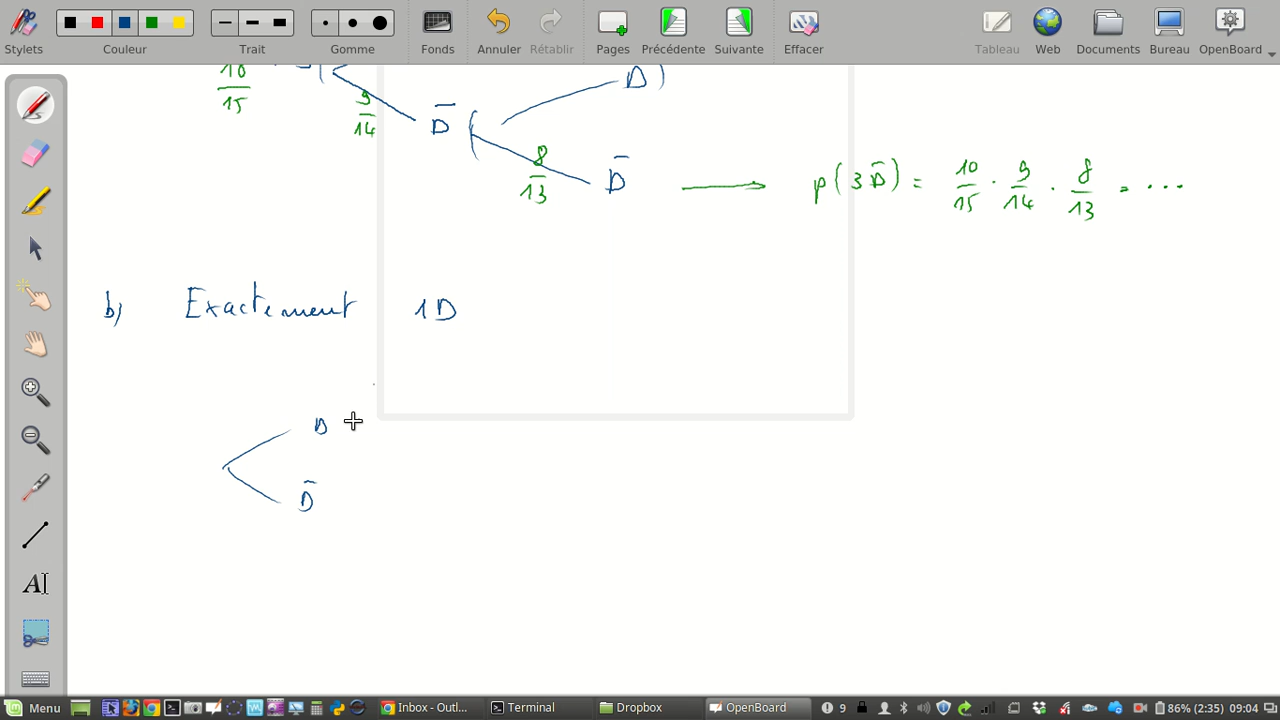 Stylets Couleur Trait Gomme Fonds Annuler Rétablir Pages Précédente Suivante Effacer Tableau Web Documents Bureau OpenBoard
10/15
9/14
D
D̄
8/13
D̄
p(3D̄) = 10/15 · 9/14 · 8/13 = ...
b) Exactement 1D
D
D̄
Menu Inbox - Outl... Terminal Dropbox OpenBoard 9 86% (2:35) 09:04